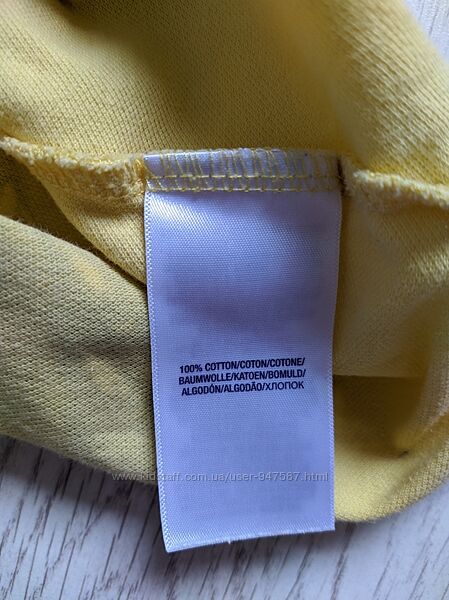 100% COTTON/COTON/COTONE/
BAUMWOLLE/KATOEN/BOMULD/
ALGODÓN/ALGODÃO/ХЛОПОК
www.kidstaff.com.ua/user-947587.html